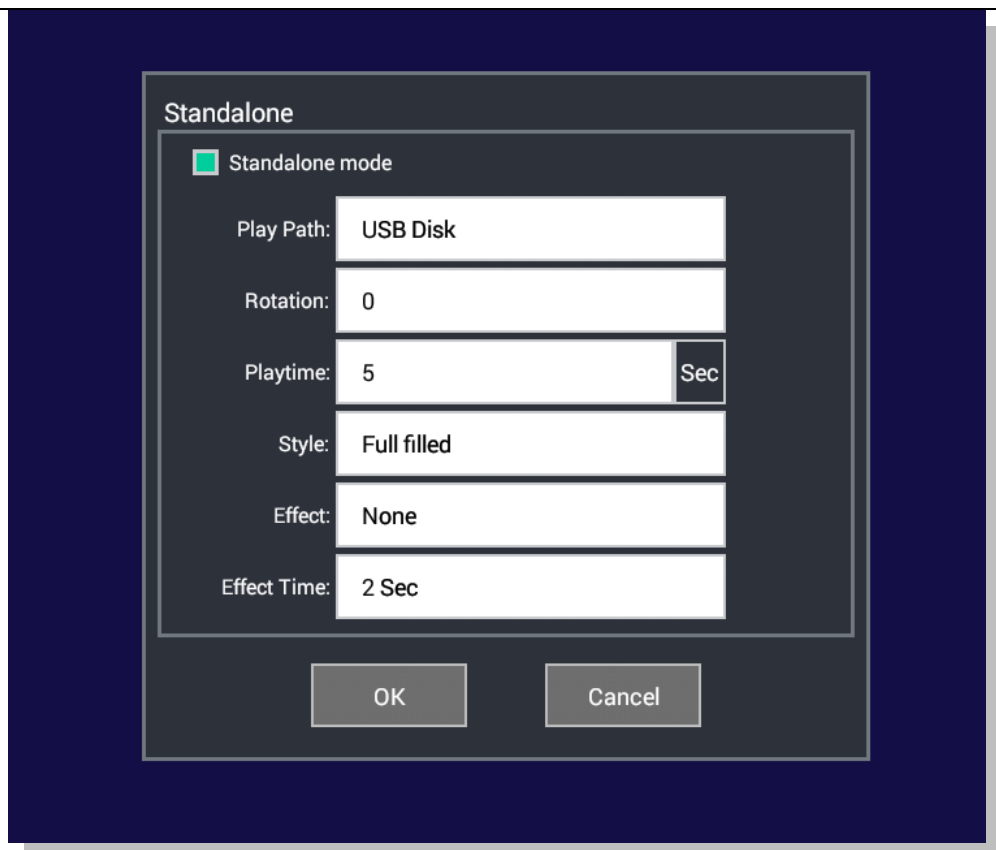 Standalone
Standalone mode
Play Path: USB Disk
Rotation: 0
Playtime: 5 Sec
Style: Full filled
Effect: None
Effect Time: 2 Sec
OK Cancel